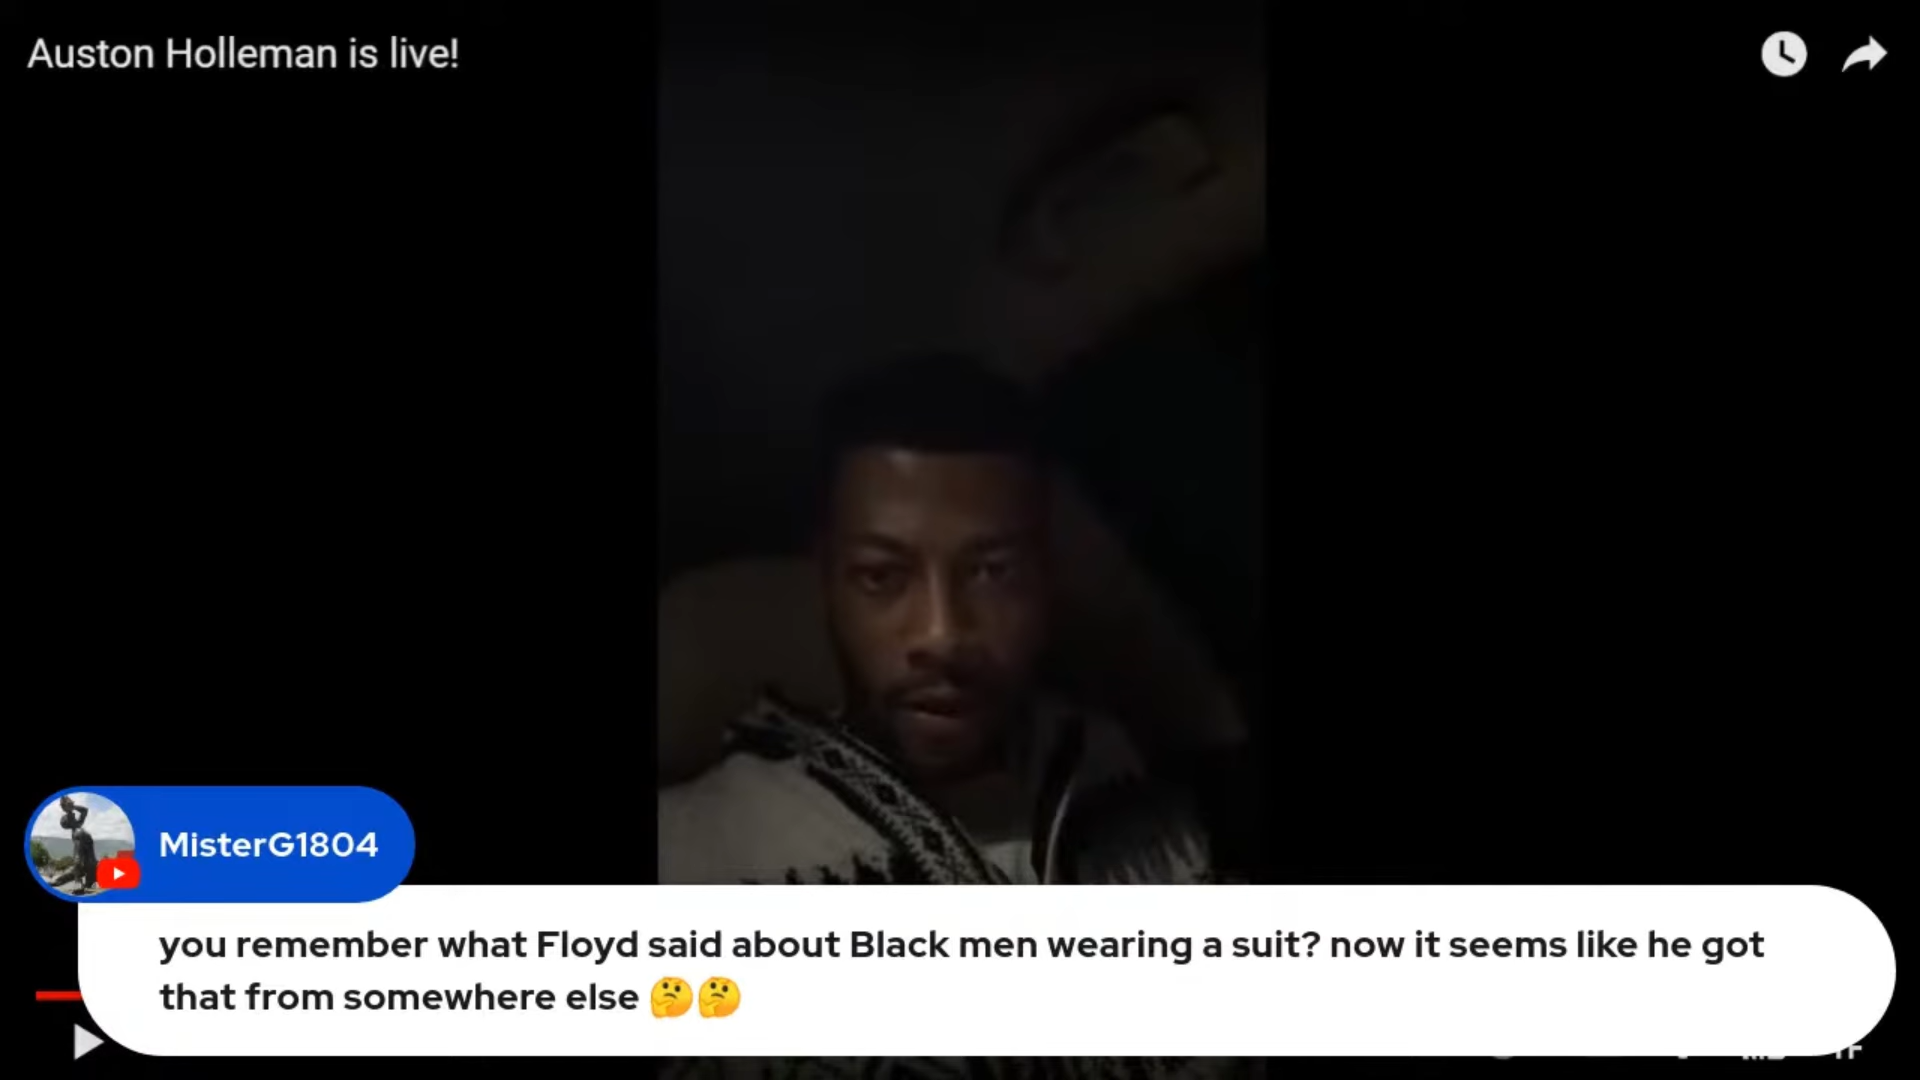 Auston Holleman is live!
MisterG1804
you remember what Floyd said about Black men wearing a suit? now it seems like he got
that from somewhere else 🤔🤔